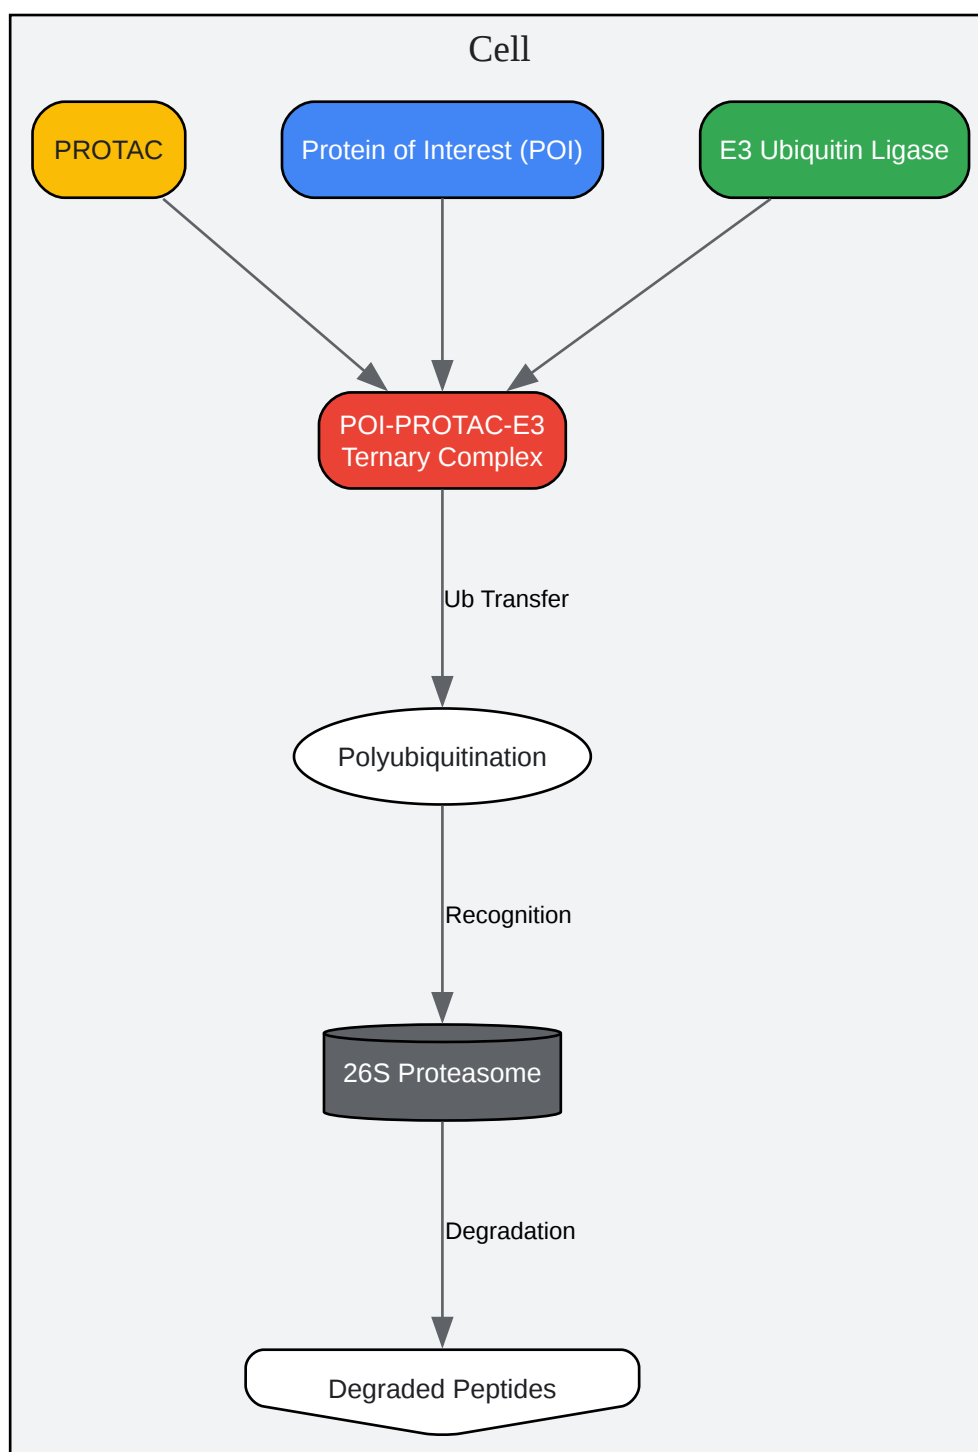 Cell
PROTAC
Protein of Interest (POI)
E3 Ubiquitin Ligase
POI-PROTAC-E3
Ternary Complex
Ub Transfer
Polyubiquitination
Recognition
26S Proteasome
Degradation
Degraded Peptides